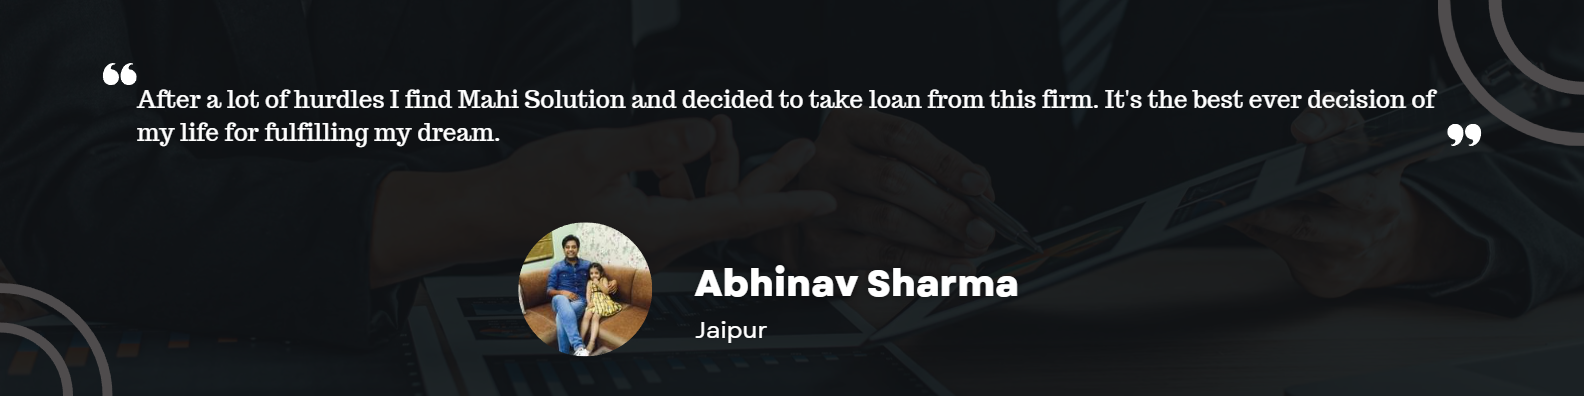 ❝
After a lot of hurdles I find Mahi Solution and decided to take loan from this firm. It's the best ever decision of
my life for fulfilling my dream.
❞
Abhinav Sharma
Jaipur